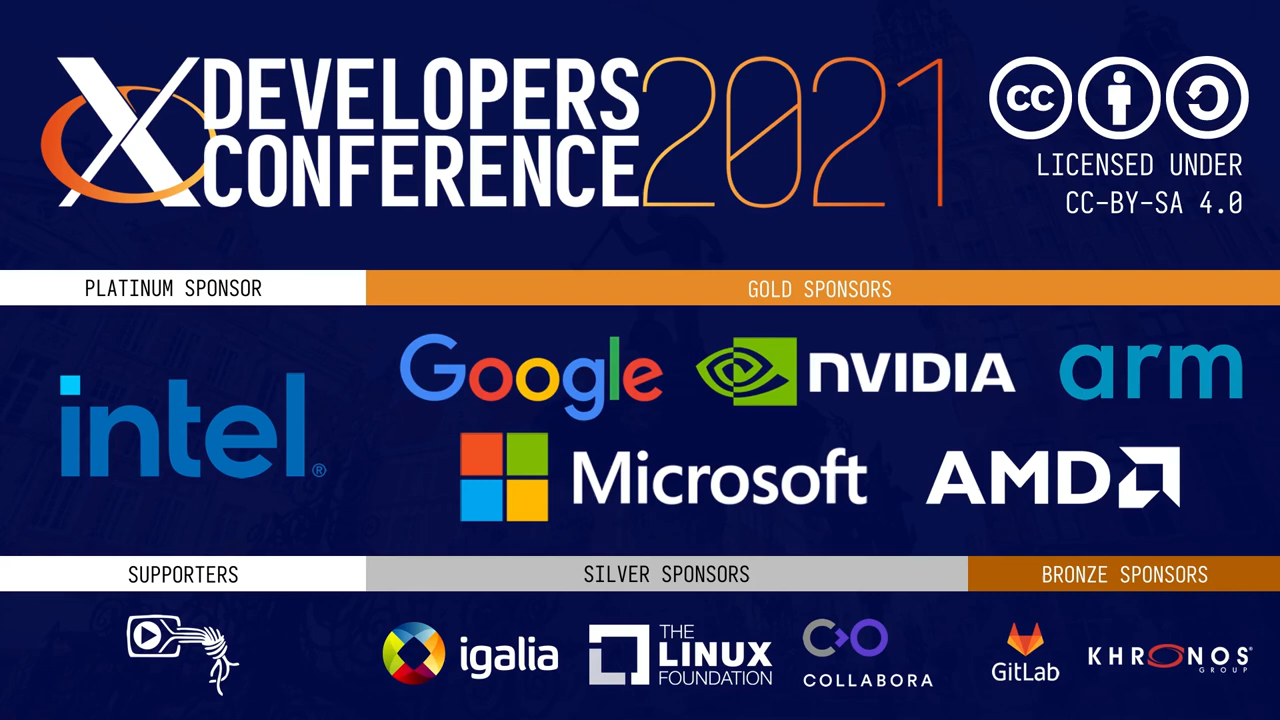 X DEVELOPERS
CONFERENCE 2021
cc
LICENSED UNDER
CC-BY-SA 4.0
PLATINUM SPONSOR
GOLD SPONSORS
intel®
Google
NVIDIA
arm
Microsoft
AMD
SUPPORTERS
SILVER SPONSORS
BRONZE SPONSORS
igalia
THE
LINUX
FOUNDATION
COLLABORA
GitLab
KHRONOS®
GROUP